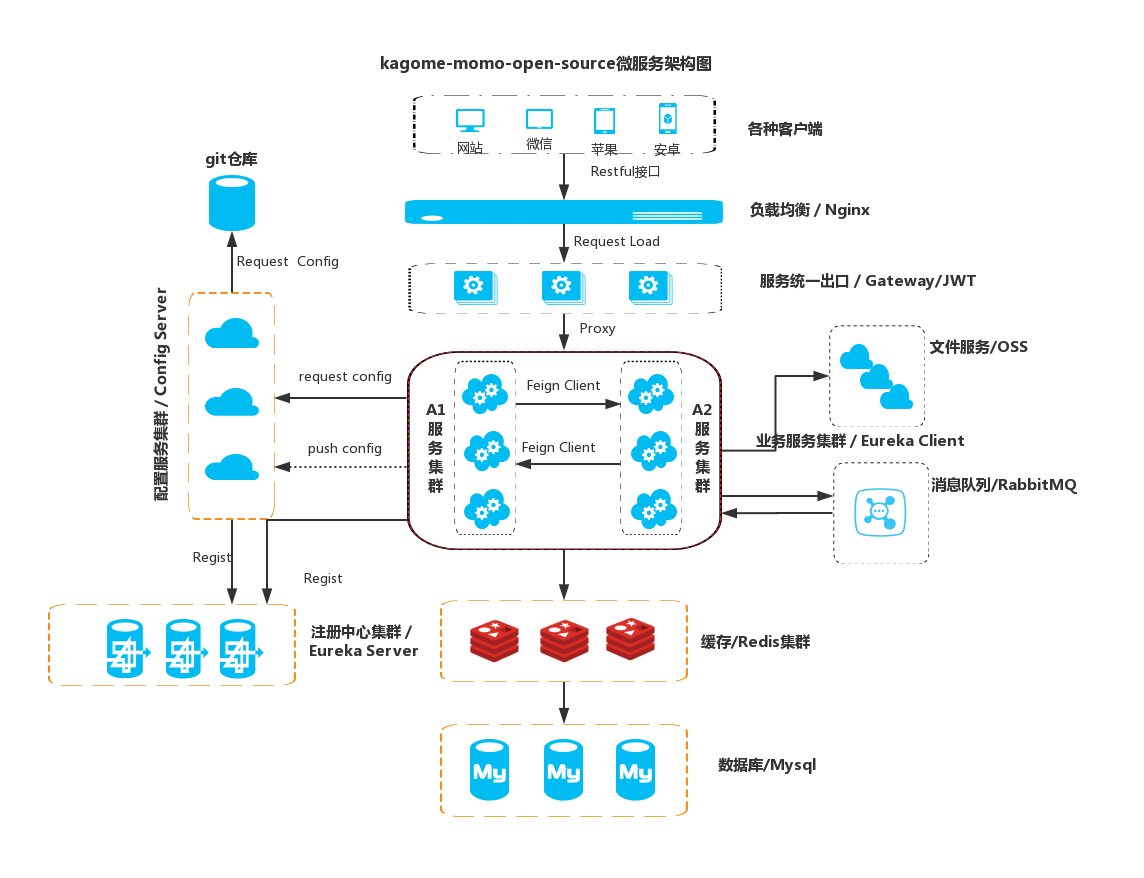 kagome-momo-open-source微服务架构图
网站
微信
苹果
安卓
各种客户端
git仓库
Restful接口
负载均衡 / Nginx
Request Load
Request  Config
服务统一出口 / Gateway/JWT
Proxy
配置服务集群 / Config Server
request config
push config
A1
服
务
集
群
Feign Client
Feign Client
A2
服
务
集
群
文件服务/OSS
业务服务集群 / Eureka Client
消息队列/RabbitMQ
Regist
Regist
注册中心集群 /
Eureka Server
缓存/Redis集群
My
My
My
数据库/Mysql